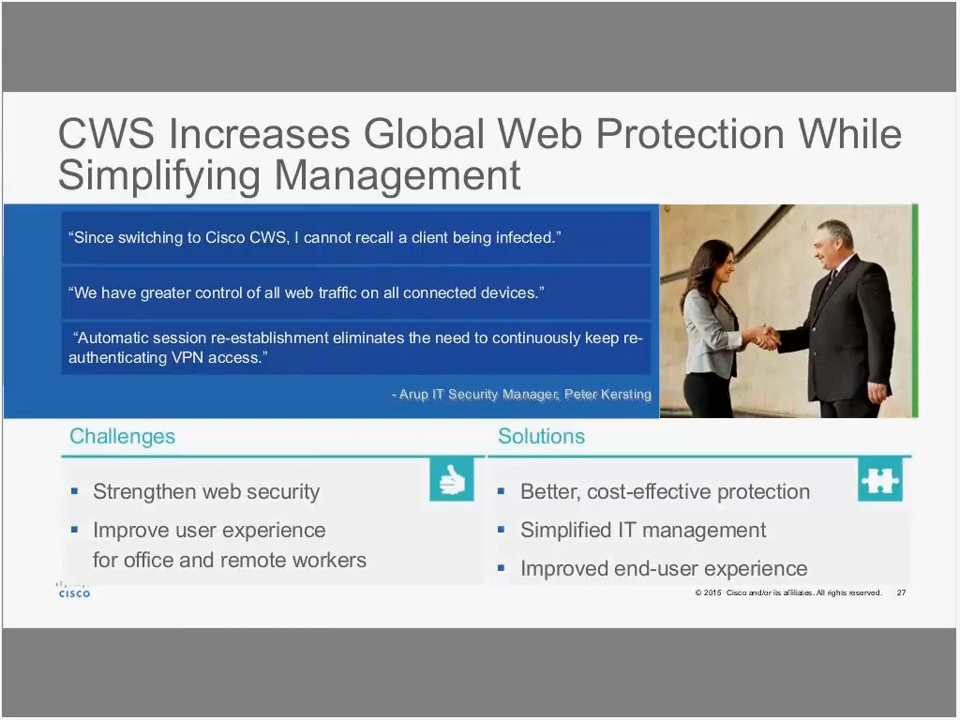 CWS Increases Global Web Protection While
Simplifying Management
“Since switching to Cisco CWS, I cannot recall a client being infected.”
“We have greater control of all web traffic on all connected devices.”
“Automatic session re-establishment eliminates the need to continuously keep re-
authenticating VPN access.”
- Arup IT Security Manager, Peter Kersting
Challenges
▪ Strengthen web security
▪ Improve user experience
for office and remote workers
Solutions
▪ Better, cost-effective protection
▪ Simplified IT management
▪ Improved end-user experience
CISCO
© 2015 Cisco and/or its affiliates. All rights reserved. 27